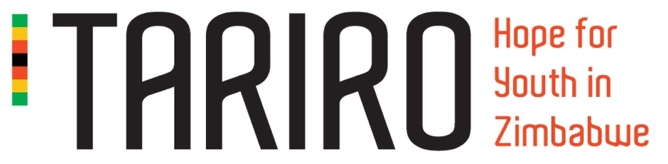 TARIRO
Hope for
Youth in
Zimbabwe